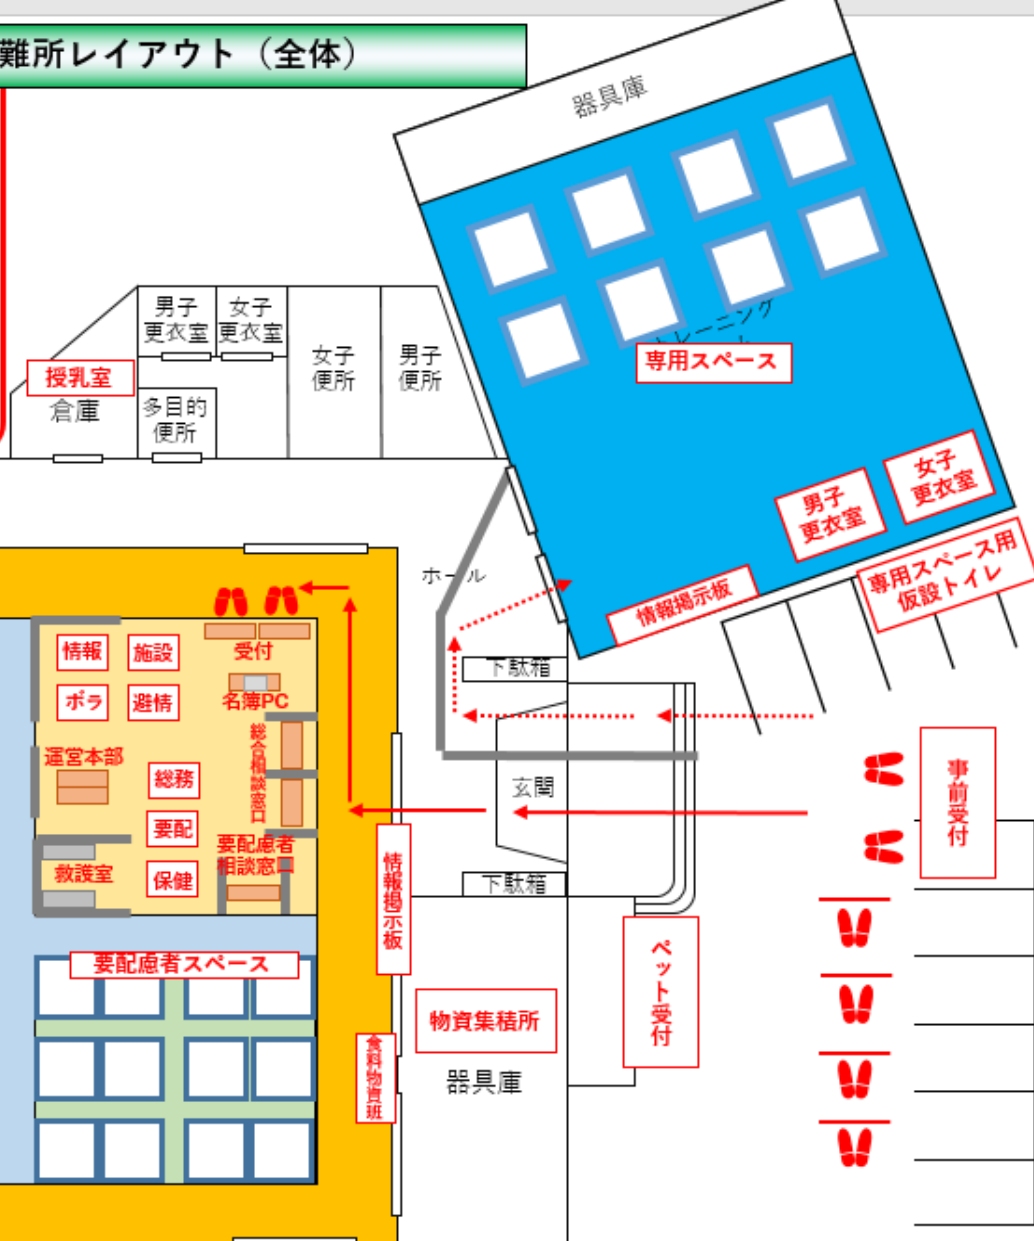 難所レイアウト（全体）
器具庫
トレーニング
専用スペース
男子
更衣室
女子
更衣室
女子
便所
男子
便所
授乳室
倉庫
多目的
便所
男子
更衣室
女子
更衣室
専用スペース用
仮設トイレ
情報掲示板
ホール
下駄箱
情報
施設
受付
ボラ
避情
名簿PC
運営本部
総合相談窓口
総務
要配
要配慮者
相談窓口
救護室
保健
玄関
事前受付
下駄箱
情報掲示板
要配慮者スペース
ペット受付
物資集積所
食料物資班
器具庫